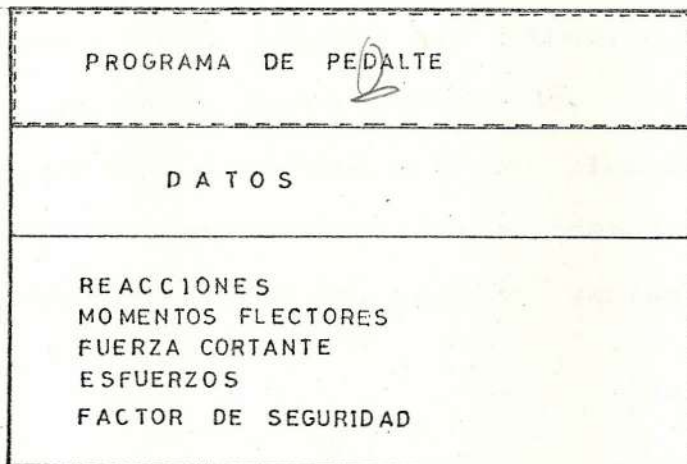 PROGRAMA DE PEDALTE
DATOS
REACCIONES
MOMENTOS FLECTORES
FUERZA CORTANTE
ESFUERZOS
FACTOR DE SEGURIDAD